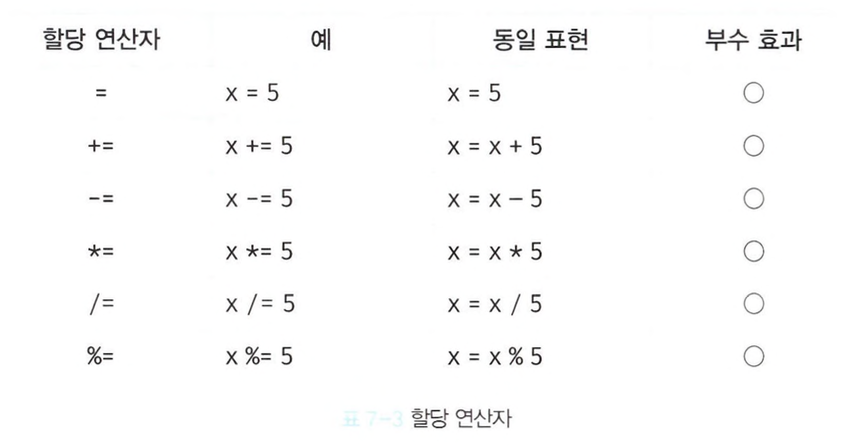 할당 연산자 예 동일 표현 부수 효과
= x = 5 x = 5 ○
+= x += 5 x = x + 5 ○
-= x -= 5 x = x - 5 ○
*= x *= 5 x = x * 5 ○
/= x /= 5 x = x / 5 ○
%= x %= 5 x = x % 5 ○
표 7-3 할당 연산자